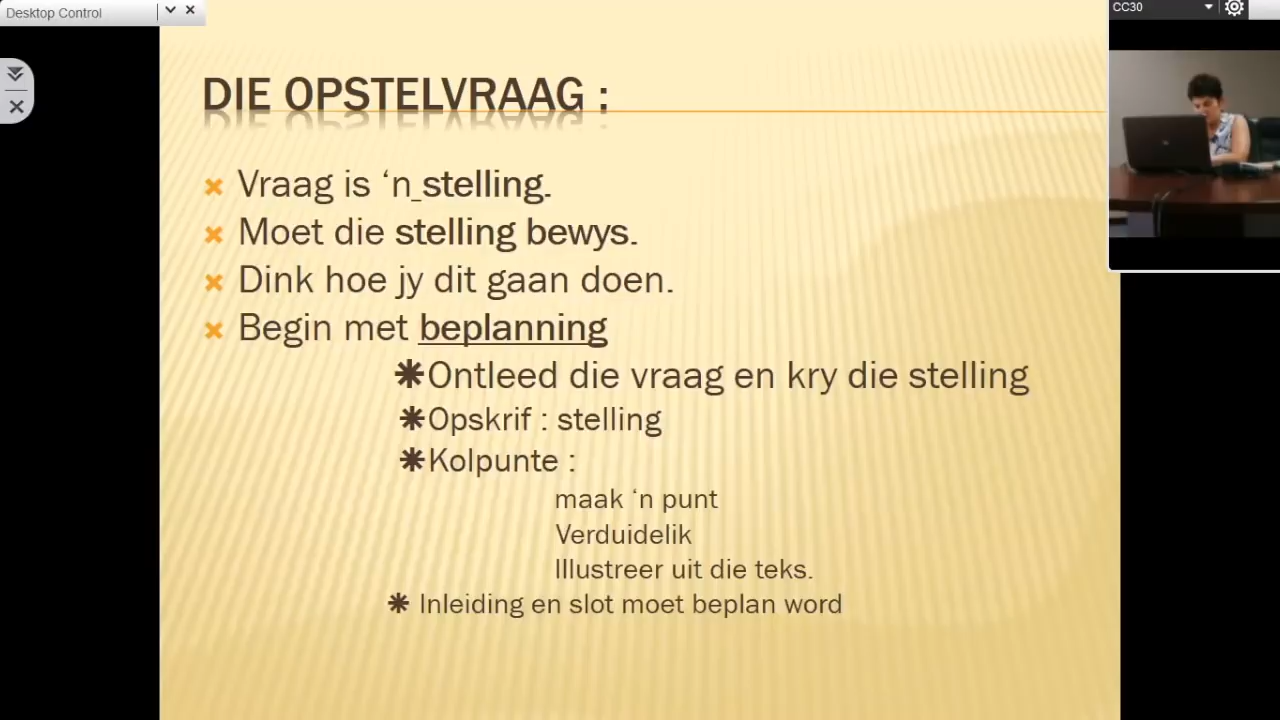 Desktop Control
CC30
DIE OPSTELVRAAG :
Vraag is ‘n stelling.
Moet die stelling bewys.
Dink hoe jy dit gaan doen.
Begin met beplanning
✱Ontleed die vraag en kry die stelling
✱Opskrif : stelling
✱Kolpunte :
maak ‘n punt
Verduidelik
Illustreer uit die teks.
✱ Inleiding en slot moet beplan word